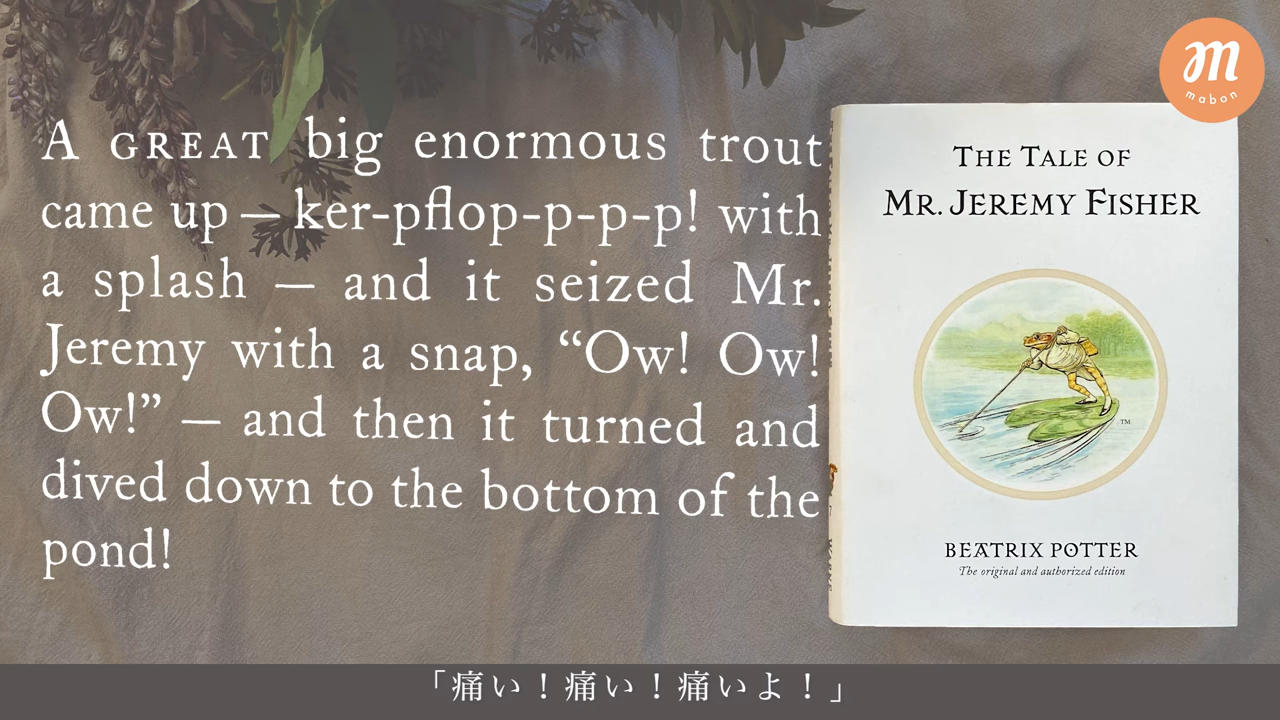 A GREAT big enormous trout
came up — ker-pflop-p-p-p! with
a splash — and it seized Mr.
Jeremy with a snap, “Ow! Ow!
Ow!” — and then it turned and
dived down to the bottom of the
pond!
m
mabon
THE TALE OF
MR. JEREMY FISHER
TM
BEATRIX POTTER
The original and authorized edition
「痛い！痛い！痛いよ！」